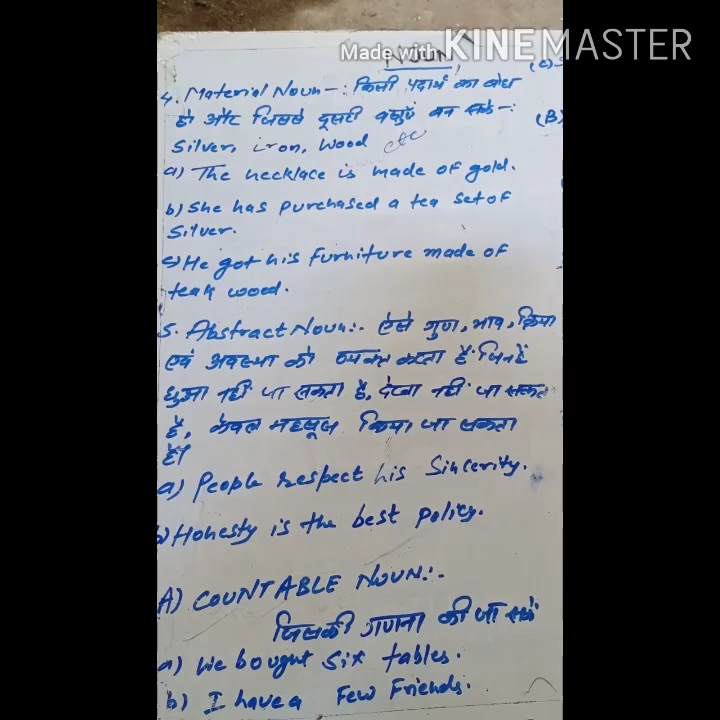 Made with KINEMASTER
NOUN
4. Material Noun -: किसी पदार्थ का बोध
हो और जिससे दूसरी वस्तुएँ बन सके -:
Silver, iron, Wood etc
a) The necklace is made of gold.
b) She has purchased a tea set of
Silver.
c) He got his Furniture made of
teak wood.
5. Abstract Noun:- ऐसे गुण, भाव, क्रिया
एवं अवस्था को व्यक्त करता है जिन्हें
छुआ नहीं जा सकता है, देखा नहीं जा सकता
है, केवल महसूस किया जा सकता
है।
a) People respect his Sincerity.
b) Honesty is the best Policy.
A) COUNTABLE NOUN:-
जिसकी गणना की जा सके
a) We bought Six tables.
b) I have a Few Friends.
(C)
(B)